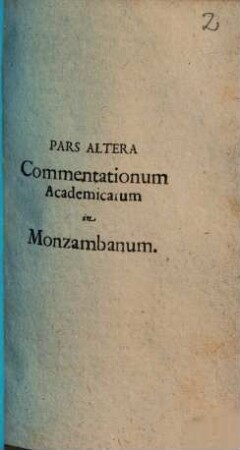 2
PARS ALTERA
Commentationum
Academicarum
in
Monzambanum.